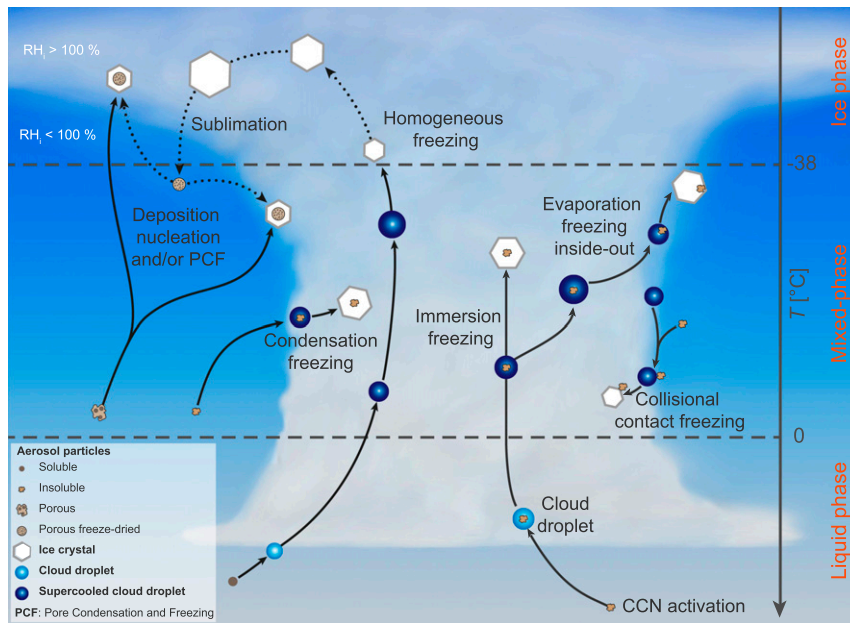 RHi > 100 %
RHi < 100 %
Sublimation
Homogeneous
freezing
-38
Deposition
nucleation
and/or PCF
Evaporation
freezing
inside-out
Condensation
freezing
Immersion
freezing
Collisional
contact freezing
0
Cloud
droplet
CCN activation
T [°C]
Ice phase
Mixed-phase
Liquid phase
Aerosol particles
Soluble
Insoluble
Porous
Porous freeze-dried
Ice crystal
Cloud droplet
Supercooled cloud droplet
PCF: Pore Condensation and Freezing